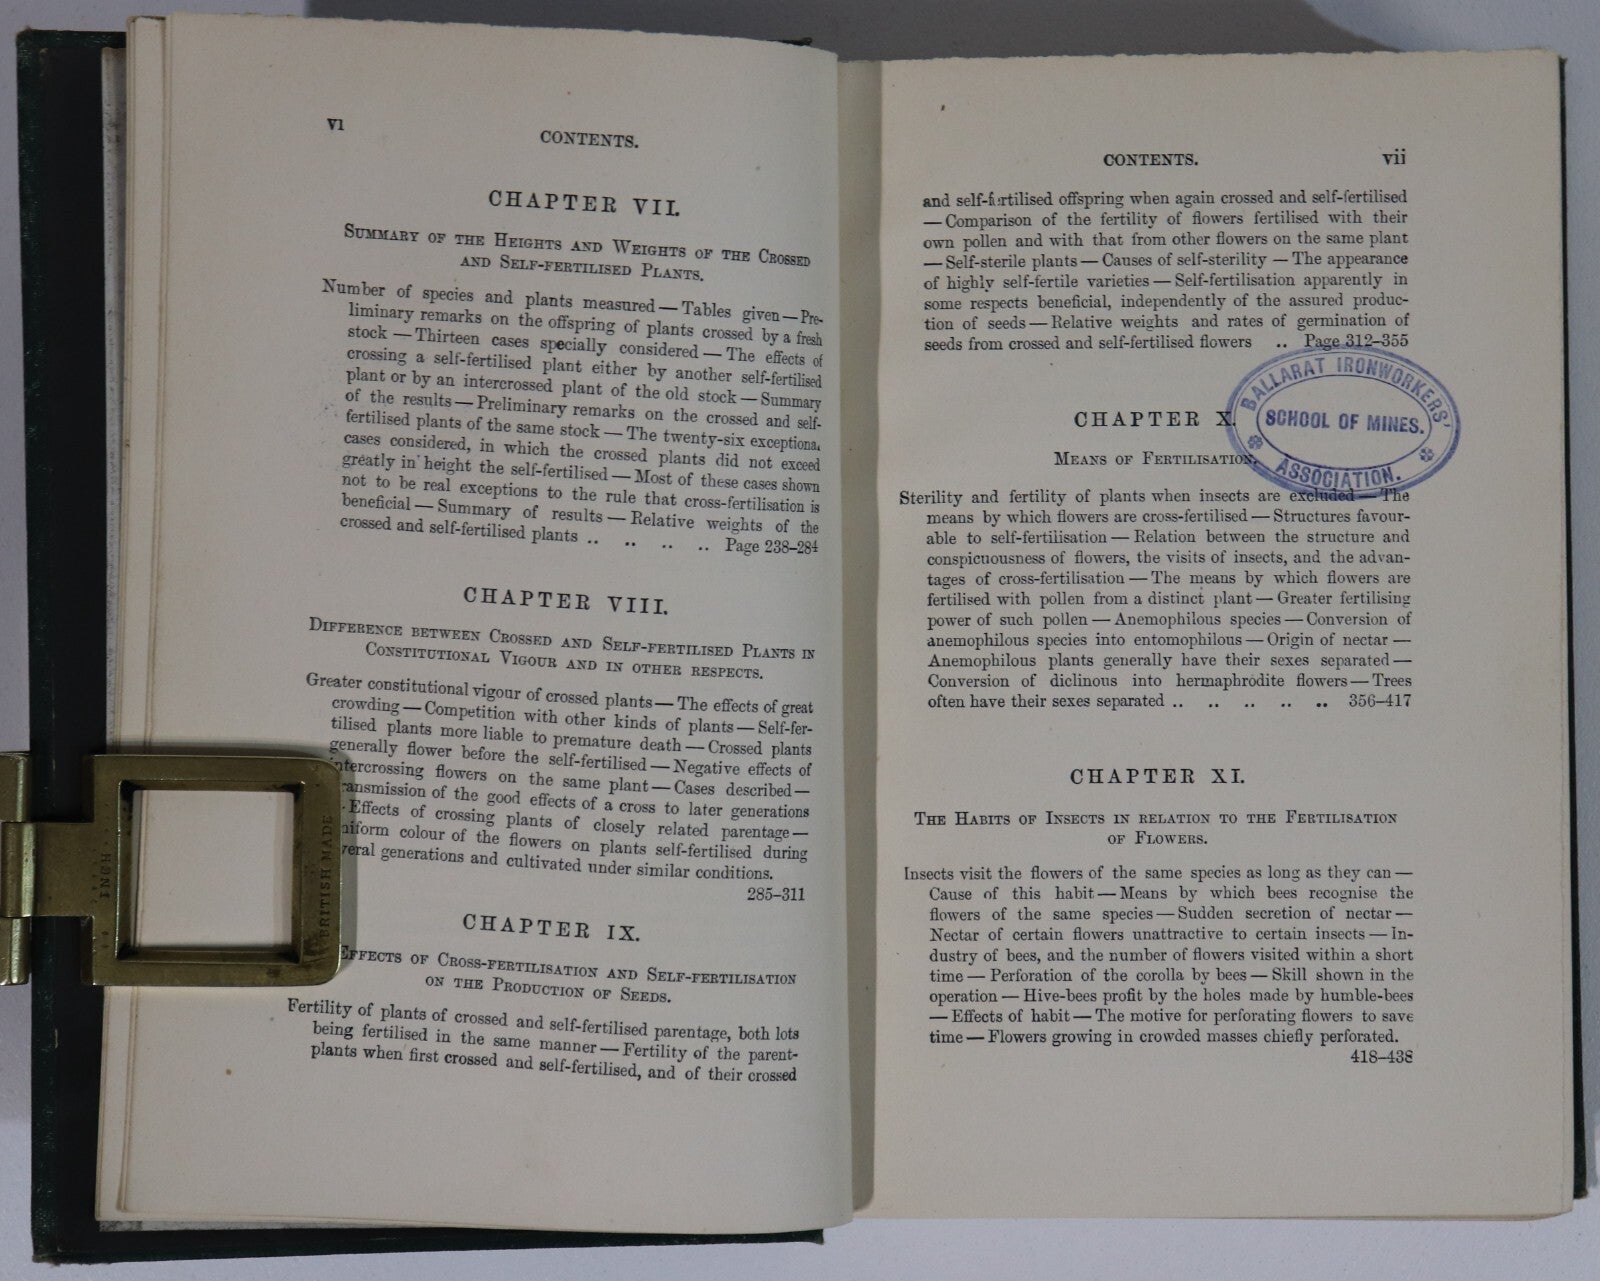 vi
CONTENTS.
CHAPTER VII.
SUMMARY OF THE HEIGHTS AND WEIGHTS OF THE CROSSED
AND SELF-FERTILISED PLANTS.
Number of species and plants measured — Tables given — Pre-
liminary remarks on the offspring of plants crossed by a fresh
stock — Thirteen cases specially considered — The effects of
crossing a self-fertilised plant either by another self-fertilised
plant or by an intercrossed plant of the old stock — Summary
of the results — Preliminary remarks on the crossed and self-
fertilised plants of the same stock — The twenty-six exceptional
cases considered, in which the crossed plants did not exceed
greatly in height the self-fertilised — Most of these cases shown
not to be real exceptions to the rule that cross-fertilisation is
beneficial — Summary of results — Relative weights of the
crossed and self-fertilised plants .. .. .. .. Page 238–284
CHAPTER VIII.
DIFFERENCE BETWEEN CROSSED AND SELF-FERTILISED PLANTS IN
CONSTITUTIONAL VIGOUR AND IN OTHER RESPECTS.
Greater constitutional vigour of crossed plants — The effects of great
crowding — Competition with other kinds of plants — Self-fer-
tilised plants more liable to premature death — Crossed plants
generally flower before the self-fertilised — Negative effects of
ntercrossing flowers on the same plant — Cases described —
ransmission of the good effects of a cross to later generations
- Effects of crossing plants of closely related parentage —
niform colour of the flowers on plants self-fertilised during
veral generations and cultivated under similar conditions.
285–311
CHAPTER IX.
EFFECTS OF CROSS-FERTILISATION AND SELF-FERTILISATION
ON THE PRODUCTION OF SEEDS.
Fertility of plants of crossed and self-fertilised parentage, both lots
being fertilised in the same manner — Fertility of the parent-
plants when first crossed and self-fertilised, and of their crossed
INCH
BRITISH MADE
CONTENTS.
vii
and self-fertilised offspring when again crossed and self-fertilised
— Comparison of the fertility of flowers fertilised with their
own pollen and with that from other flowers on the same plant
— Self-sterile plants — Causes of self-sterility — The appearance
of highly self-fertile varieties — Self-fertilisation apparently in
some respects beneficial, independently of the assured produc-
tion of seeds — Relative weights and rates of germination of
seeds from crossed and self-fertilised flowers .. Page 312–355
BALLARAT IRONWORKERS'
SCHOOL OF MINES.
ASSOCIATION.
CHAPTER X.
MEANS OF FERTILISATION.
Sterility and fertility of plants when insects are excluded — The
means by which flowers are cross-fertilised — Structures favour-
able to self-fertilisation — Relation between the structure and
conspicuousness of flowers, the visits of insects, and the advan-
tages of cross-fertilisation — The means by which flowers are
fertilised with pollen from a distinct plant — Greater fertilising
power of such pollen — Anemophilous species — Conversion of
anemophilous species into entomophilous — Origin of nectar —
Anemophilous plants generally have their sexes separated —
Conversion of diclinous into hermaphrodite flowers — Trees
often have their sexes separated .. .. .. .. .. 356–417
CHAPTER XI.
THE HABITS OF INSECTS IN RELATION TO THE FERTILISATION
OF FLOWERS.
Insects visit the flowers of the same species as long as they can —
Cause of this habit — Means by which bees recognise the
flowers of the same species — Sudden secretion of nectar —
Nectar of certain flowers unattractive to certain insects — In-
dustry of bees, and the number of flowers visited within a short
time — Perforation of the corolla by bees — Skill shown in the
operation — Hive-bees profit by the holes made by humble-bees
— Effects of habit — The motive for perforating flowers to save
time — Flowers growing in crowded masses chiefly perforated.
418–438